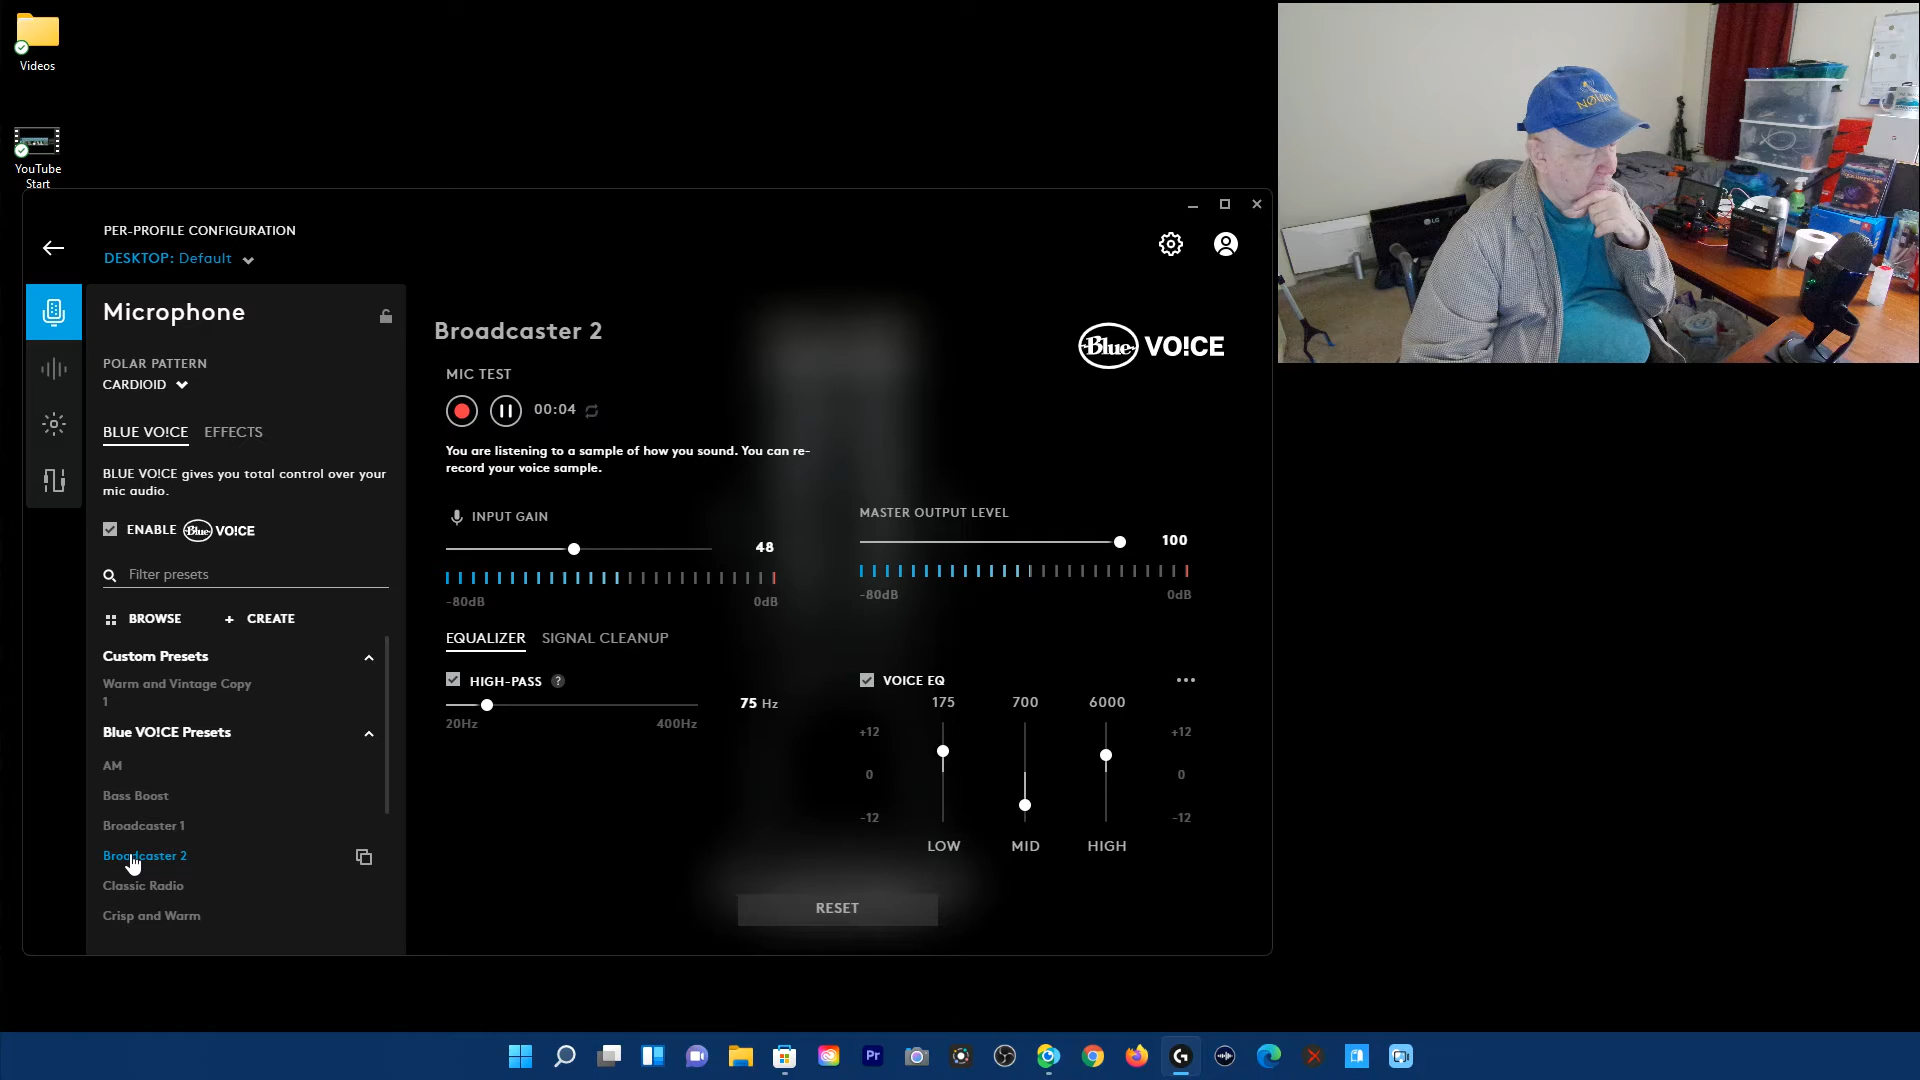 Videos
YouTube
Start
PER-PROFILE CONFIGURATION
DESKTOP: Default
Microphone
POLAR PATTERN
CARDIOID
BLUE VO!CE EFFECTS
BLUE VO!CE gives you total control over your
mic audio.
ENABLE Blue VO!CE
Filter presets
BROWSE + CREATE
Custom Presets
Warm and Vintage Copy
1
Blue VO!CE Presets
AM
Bass Boost
Broadcaster 1
Broadcaster 2
Classic Radio
Crisp and Warm
Broadcaster 2
Blue VO!CE
MIC TEST
00:04
You are listening to a sample of how you sound. You can re-
record your voice sample.
INPUT GAIN
48
-80dB 0dB
MASTER OUTPUT LEVEL
100
-80dB 0dB
EQUALIZER SIGNAL CLEANUP
HIGH-PASS ?
75 Hz
20Hz 400Hz
VOICE EQ
175 700 6000
+12 +12
0 0
-12 -12
LOW MID HIGH
RESET
LG
Pr